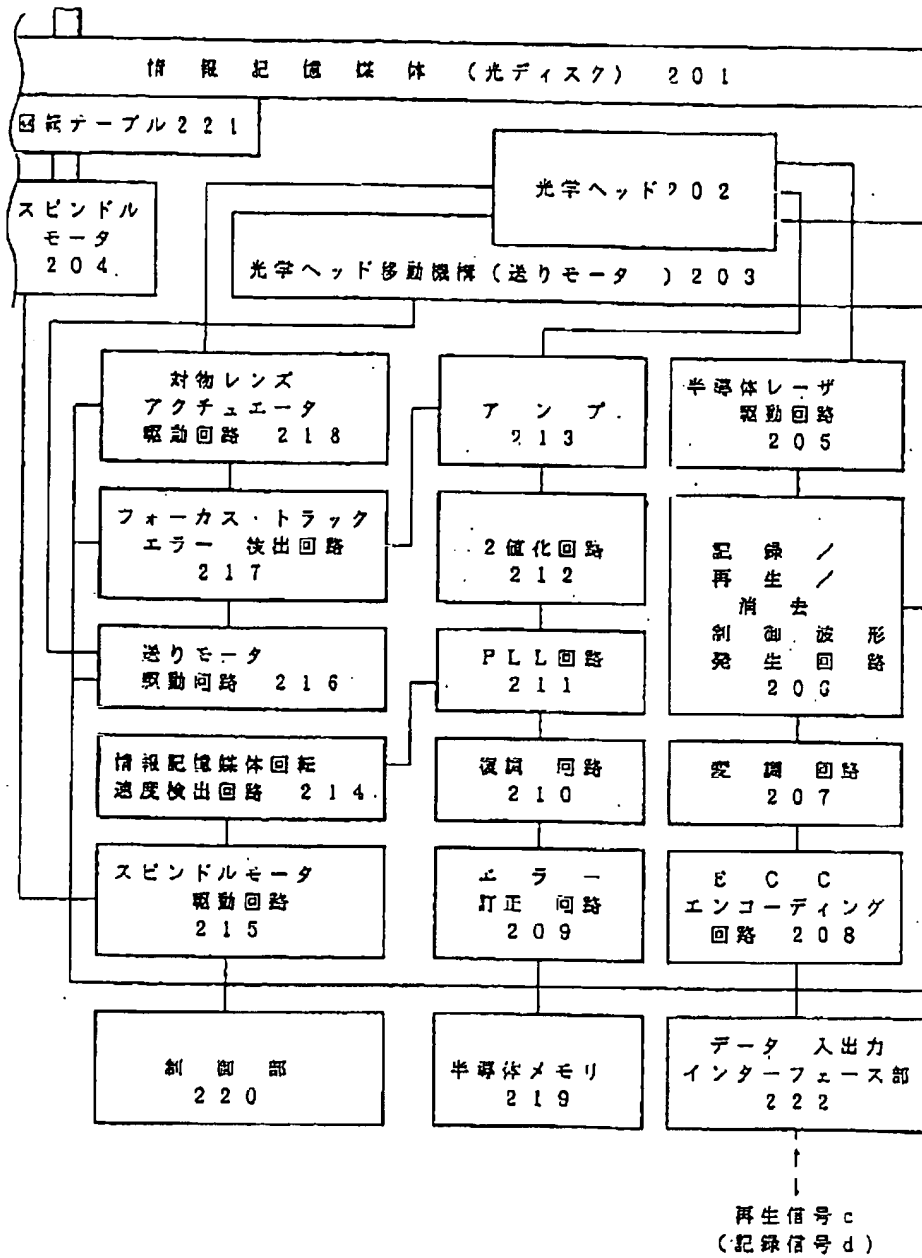 情報記憶媒体 (光ディスク) 201
回転テーブル221
スピンドル
モータ
204.
光学ヘッド202
光学ヘッド移動機構(送りモータ )203
対物レンズ
アクチュエータ
駆動回路 218
フォーカス・トラック
エラー 検出回路
217
送りモータ
駆動回路 216
情報記憶媒体回転
速度検出回路 214
スピンドルモータ
駆動回路
215
制御部
220
アンプ
213
2値化回路
212
PLL回路
211
復調 回路
210
エラー
訂正 回路
209
半導体メモリ
219
半導体レーザ
駆動回路
205
記録/
再生/
消去
制御波形
発生回路
206
変調回路
207
ECC
エンコーディング
回路 208
データ 入出力
インターフェース部
222
再生信号c
(記録信号d)